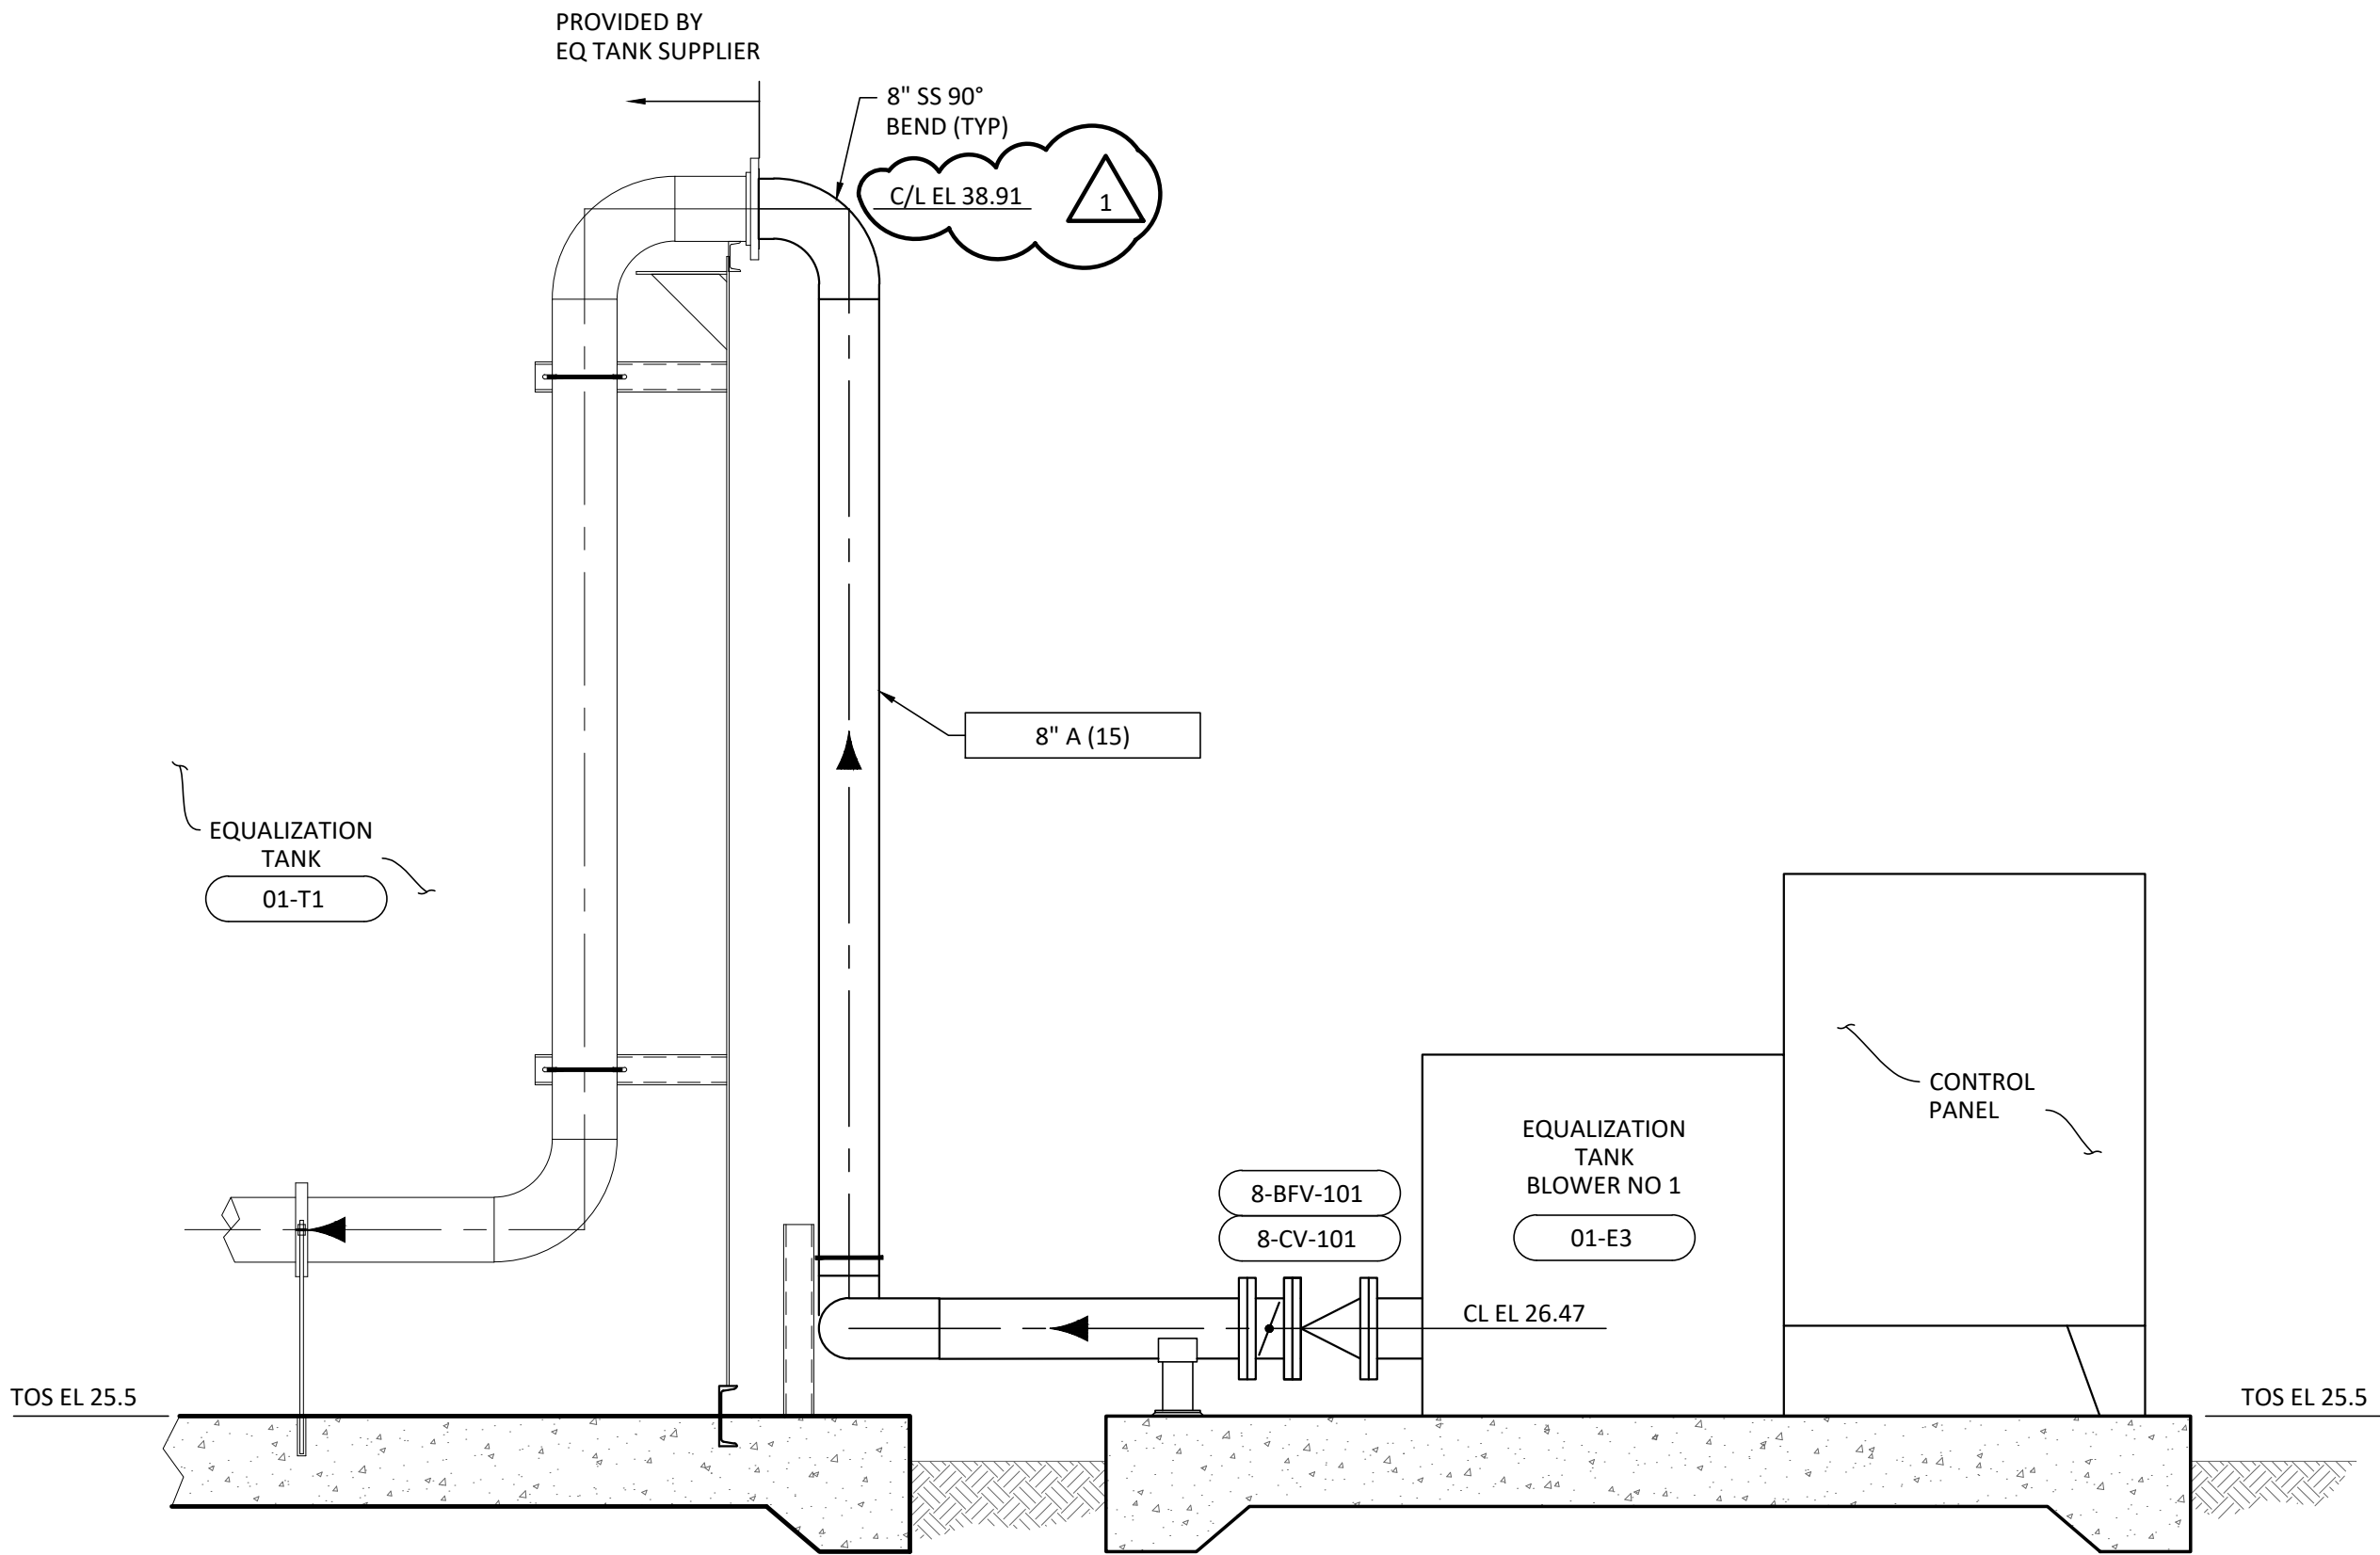 PROVIDED BY
EQ TANK SUPPLIER
8" SS 90°
BEND (TYP)
C/L EL 38.91
1
8" A (15)
EQUALIZATION
TANK
01-T1
CONTROL
PANEL
EQUALIZATION
TANK
BLOWER NO 1
01-E3
8-BFV-101
8-CV-101
CL EL 26.47
TOS EL 25.5
TOS EL 25.5